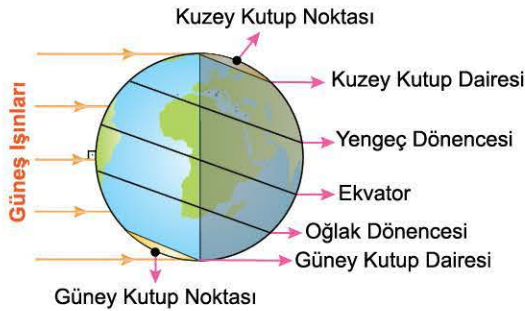 Kuzey Kutup Noktası
Kuzey Kutup Dairesi
Yengeç Dönencesi
Ekvator
Oğlak Dönencesi
Güney Kutup Dairesi
Güney Kutup Noktası
Güneş Işınları